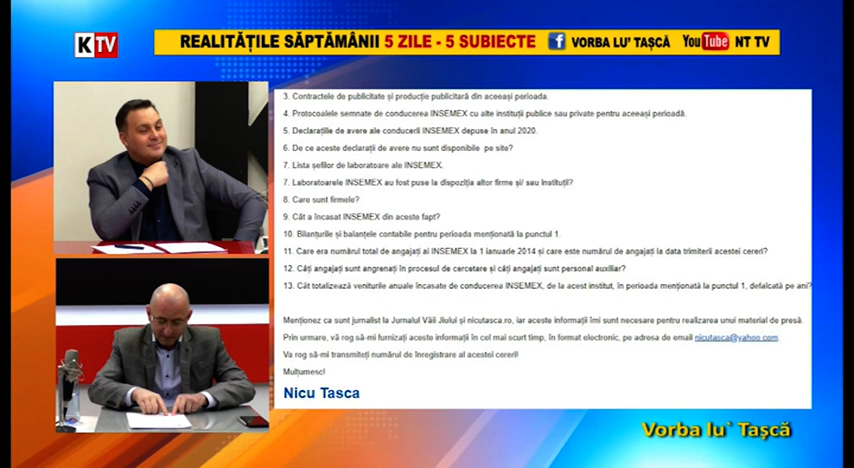 K TV
REALITĂȚILE SĂPTĂMÂNII 5 ZILE - 5 SUBIECTE f VORBA LU' TAȘCĂ YouTube NT TV
3. Contractele de publicitate și producție publicitară din aceeași perioada.
4. Protocoalele semnate de conducerea INSEMEX cu alte instituții publice sau private pentru aceeași perioadă.
5. Declarațiile de avere ale conducerii INSEMEX depuse în anul 2020.
6. De ce aceste declarații de avere nu sunt disponibile pe site?
7. Lista șefilor de laboratoare ale INSEMEX.
7. Laboratoarele INSEMEX au fost puse la dispoziția altor firme și/ sau instituții?
8. Care sunt firmele?
9. Cât a încasat INSEMEX din aceste fapt?
10. Bilanțurile și balanțele contabile pentru perioada menționată la punctul 1.
11. Care era numărul total de angajați ai INSEMEX la 1 ianuarie 2014 și care este numărul de angajați la data trimiterii acestei cereri?
12. Câți angajați sunt angrenați în procesul de cercetare și câți angajați sunt personal auxiliar?
13. Cât totalizează veniturile anuale încasate de conducerea INSEMEX, de la acest institut, în perioada menționată la punctul 1, defalcată pe ani?
Menționez ca sunt jurnalist la Jurnalul Văii Jiului și nicutasca.ro, iar aceste informații îmi sunt necesare pentru realizarea unui material de presă.
Prin urmare, vă rog să-mi furnizați aceste informații în cel mai scurt timp, în format electronic, pe adresa de email nicutasca@yahoo.com
Va rog să-mi transmiteți numărul de înregistrare al acestei cereri!
Mulțumesc!
Nicu Tasca
Vorba lu` Tașcă